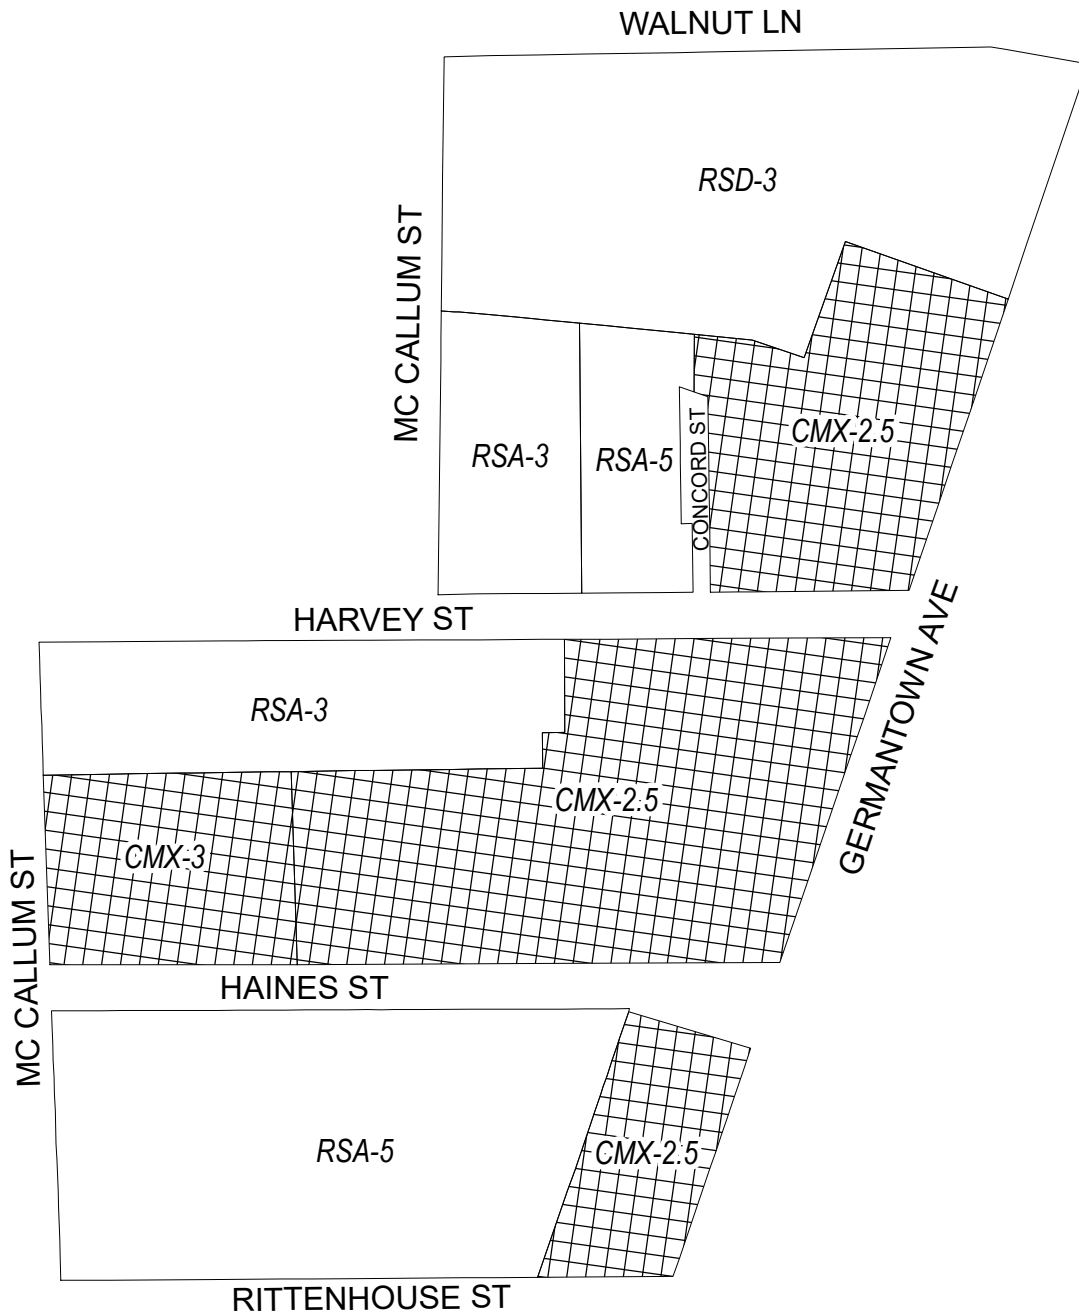 WALNUT LN
RSD-3
MC CALLUM ST
CMX-2.5
RSA-3
RSA-5
CONCORD ST
HARVEY ST
GERMANTOWN AVE
RSA-3
CMX-2.5
CMX-3
MC CALLUM ST
HAINES ST
RSA-5
CMX-2.5
RITTENHOUSE ST